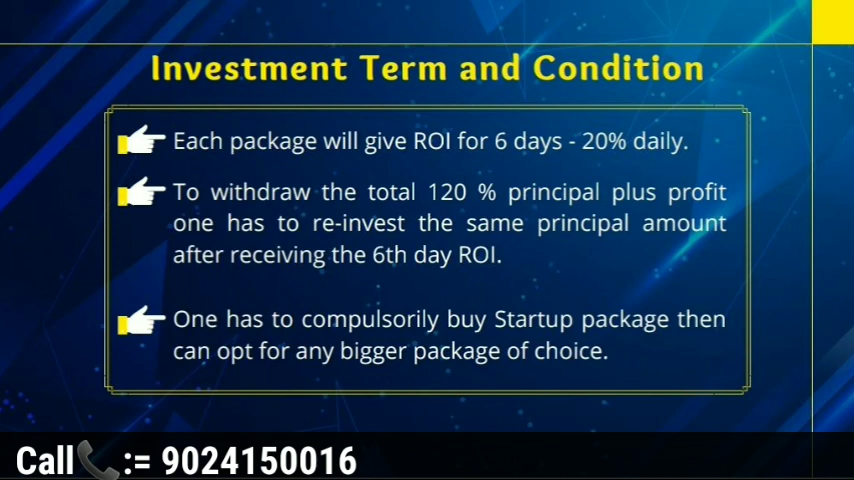 Investment Term and Condition
Each package will give ROI for 6 days - 20% daily.
To withdraw the total 120 % principal plus profit
one has to re-invest the same principal amount
after receiving the 6th day ROI.
One has to compulsorily buy Startup package then
can opt for any bigger package of choice.
Call📞:= 9024150016